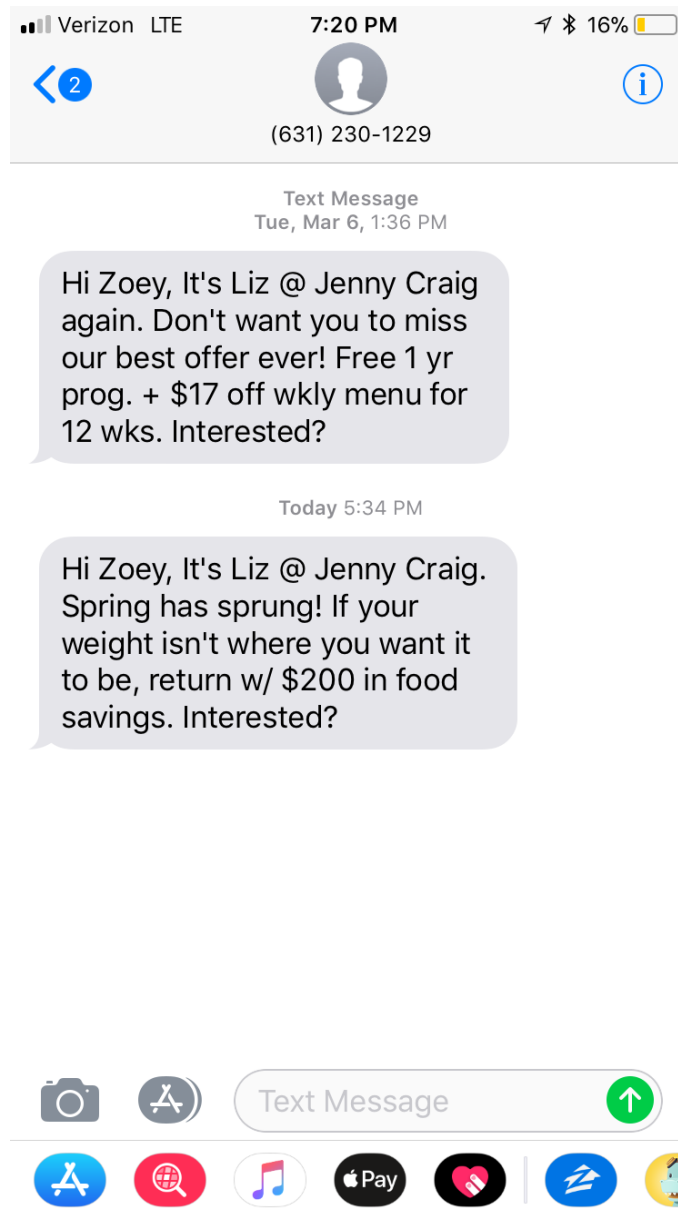 Verizon LTE 7:20 PM 16%
2
i
(631) 230-1229
Text Message
Tue, Mar 6, 1:36 PM
Hi Zoey, It's Liz @ Jenny Craig
again. Don't want you to miss
our best offer ever! Free 1 yr
prog. + $17 off wkly menu for
12 wks. Interested?
Today 5:34 PM
Hi Zoey, It's Liz @ Jenny Craig.
Spring has sprung! If your
weight isn't where you want it
to be, return w/ $200 in food
savings. Interested?
Text Message
Pay